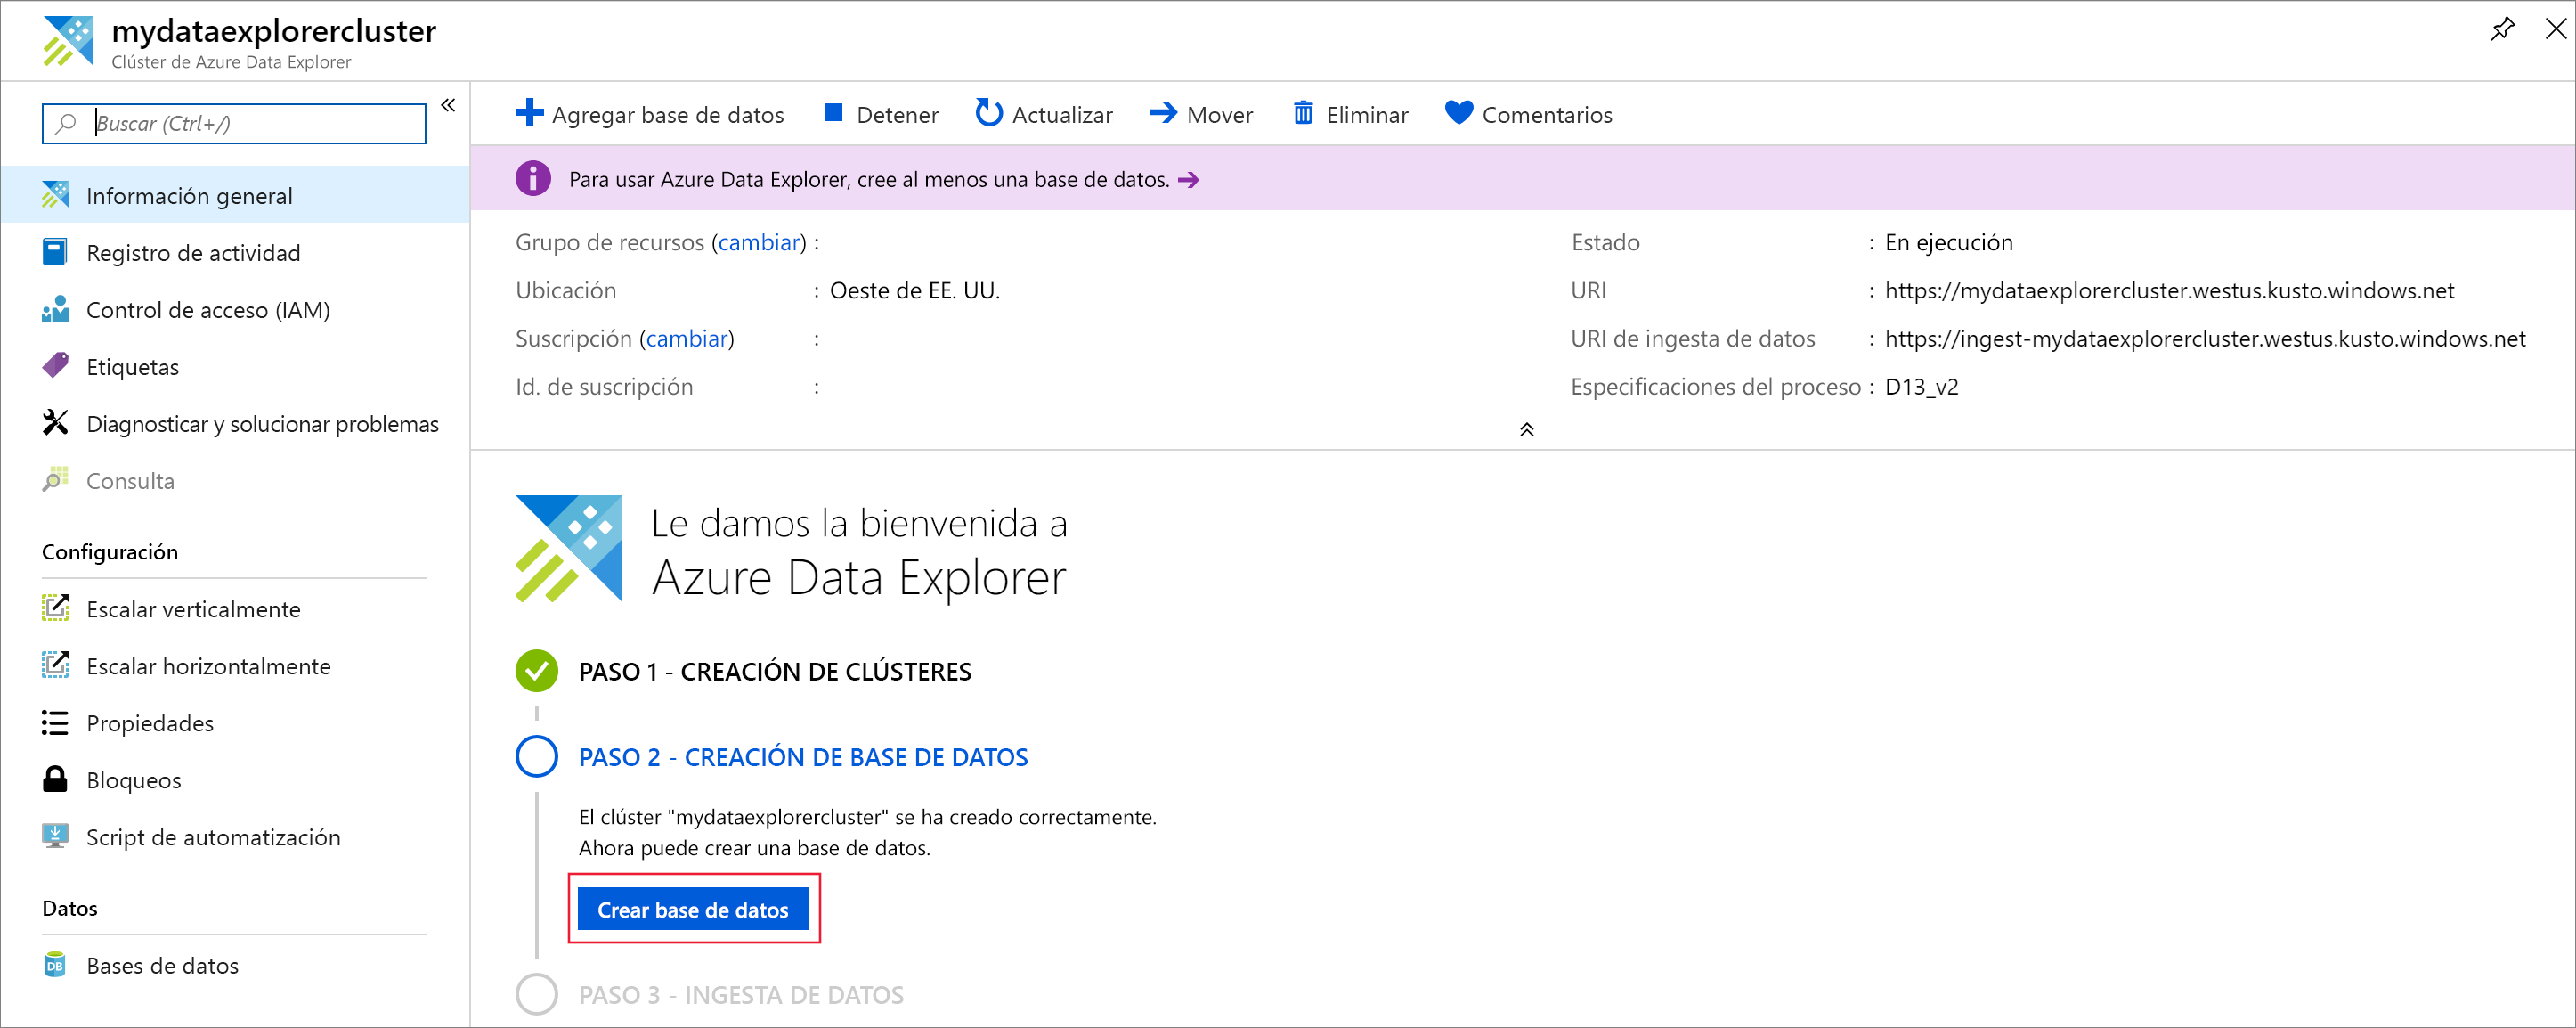 mydataexplorercluster
Clúster de Azure Data Explorer
Buscar (Ctrl+/)
Información general
Registro de actividad
Control de acceso (IAM)
Etiquetas
Diagnosticar y solucionar problemas
Consulta
Configuración
Escalar verticalmente
Escalar horizontalmente
Propiedades
Bloqueos
Script de automatización
Datos
DB
Bases de datos
Agregar base de datos Detener Actualizar Mover Eliminar Comentarios
Para usar Azure Data Explorer, cree al menos una base de datos.
Grupo de recursos (cambiar) :
Ubicación : Oeste de EE. UU.
Suscripción (cambiar) :
Id. de suscripción :
Estado : En ejecución
URI : https://mydataexplorercluster.westus.kusto.windows.net
URI de ingesta de datos : https://ingest-mydataexplorercluster.westus.kusto.windows.net
Especificaciones del proceso : D13_v2
Le damos la bienvenida a
Azure Data Explorer
PASO 1 - CREACIÓN DE CLÚSTERES
PASO 2 - CREACIÓN DE BASE DE DATOS
El clúster "mydataexplorercluster" se ha creado correctamente.
Ahora puede crear una base de datos.
Crear base de datos
PASO 3 - INGESTA DE DATOS